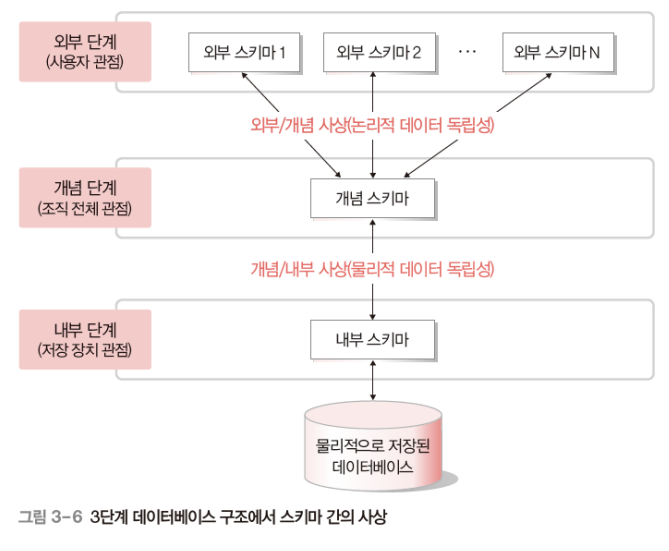 외부 단계
(사용자 관점)
외부 스키마 1
외부 스키마 2
···
외부 스키마 N
외부/개념 사상(논리적 데이터 독립성)
개념 단계
(조직 전체 관점)
개념 스키마
개념/내부 사상(물리적 데이터 독립성)
내부 단계
(저장 장치 관점)
내부 스키마
물리적으로 저장된
데이터베이스
그림 3-6 3단계 데이터베이스 구조에서 스키마 간의 사상